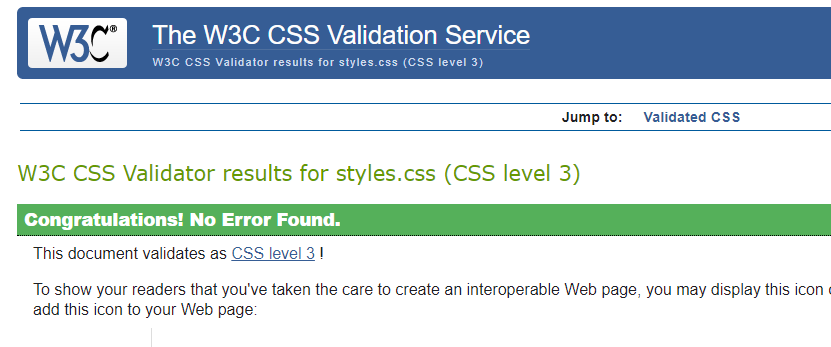 W3C®
The W3C CSS Validation Service
W3C CSS Validator results for styles.css (CSS level 3)
Jump to: Validated CSS
W3C CSS Validator results for styles.css (CSS level 3)
Congratulations! No Error Found.
This document validates as CSS level 3 !
To show your readers that you've taken the care to create an interoperable Web page, you may display this icon
add this icon to your Web page: